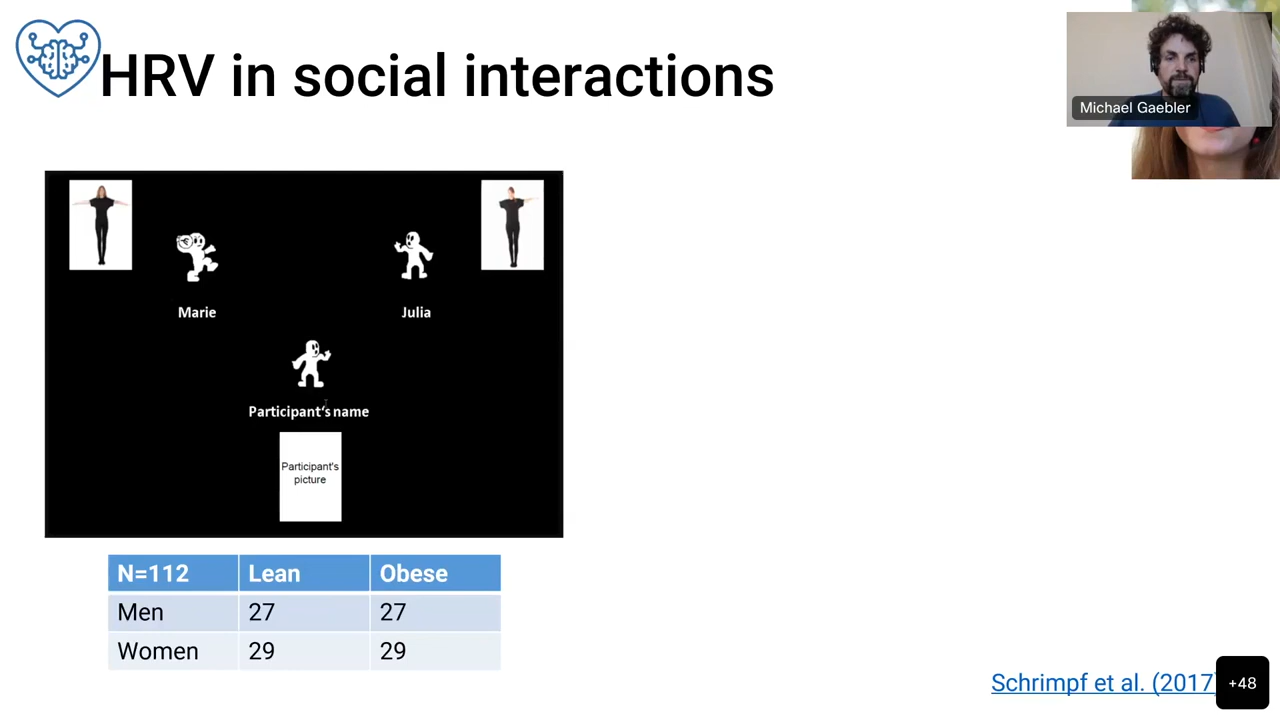 HRV in social interactions
Michael Gaebler
Marie
Julia
Participant's name
Participant's
picture
N=112 Lean Obese
Men 27 27
Women 29 29
Schrimpf et al. (2017
+48